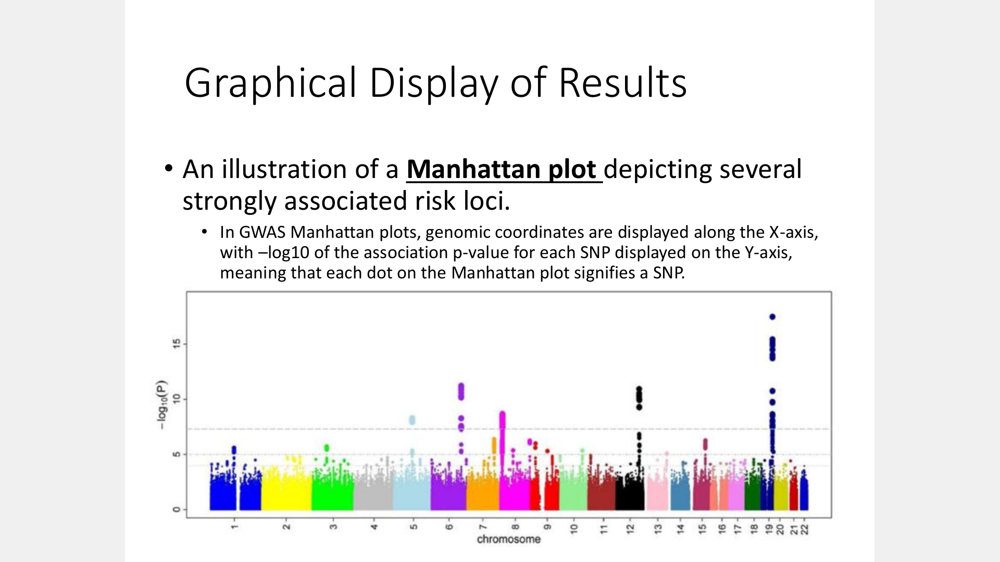 Graphical Display of Results
• An illustration of a Manhattan plot depicting several
strongly associated risk loci.
• In GWAS Manhattan plots, genomic coordinates are displayed along the X-axis,
with –log10 of the association p-value for each SNP displayed on the Y-axis,
meaning that each dot on the Manhattan plot signifies a SNP.
−log₁₀(P)
15
10
5
0
1 2 3 4 5 6 7 8 9 10 11 12 13 14 15 16 17 18 19 20 21 22
chromosome